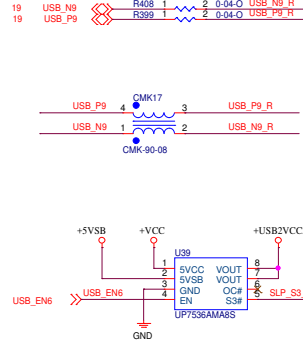 19 USB_N9 R408 1 2 0-04-O USB_N9_R
19 USB_P9 R399 1 2 0-04-O USB_P9_R
CMK17
USB_P9 4 3 USB_P9_R
USB_N9 1 2 USB_N9_R
CMK-90-08
+5VSB +VCC +USB2VCC
U39
1 5VCC VOUT 8
2 5VSB VOUT 7
3 GND OC# 6
USB_EN6 USB_EN6 4 EN S3# 5 SLP_S3
UP7536AMA8S
GND